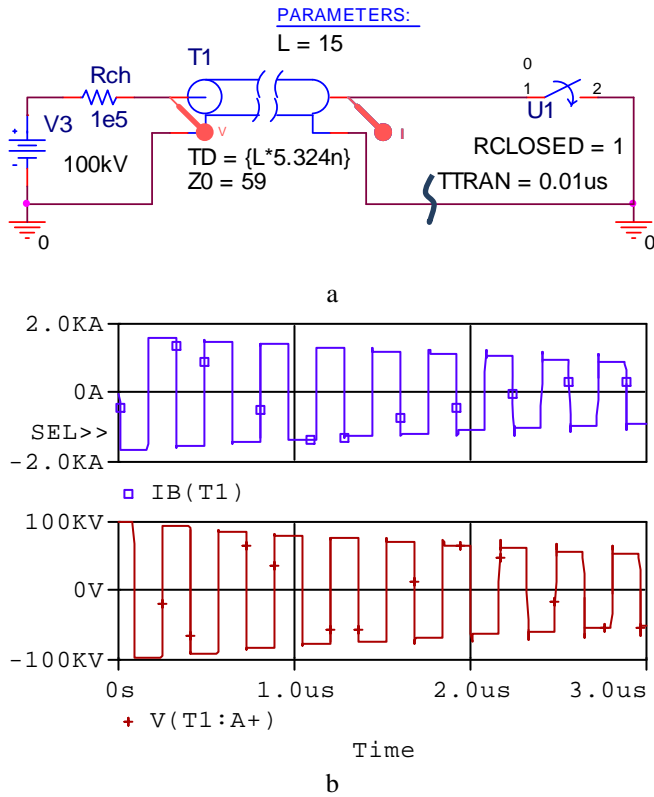 PARAMETERS:
L = 15
T1
0
Rch
1e5
V3
100kV
V
I
1
2
U1
TD = {L*5.324n}
Z0 = 59
RCLOSED = 1
TTRAN = 0.01us
0
0
a
2.0KA
0A
SEL>>
-2.0KA
IB(T1)
100KV
0V
-100KV
0s
1.0us
2.0us
3.0us
V(T1:A+)
Time
b